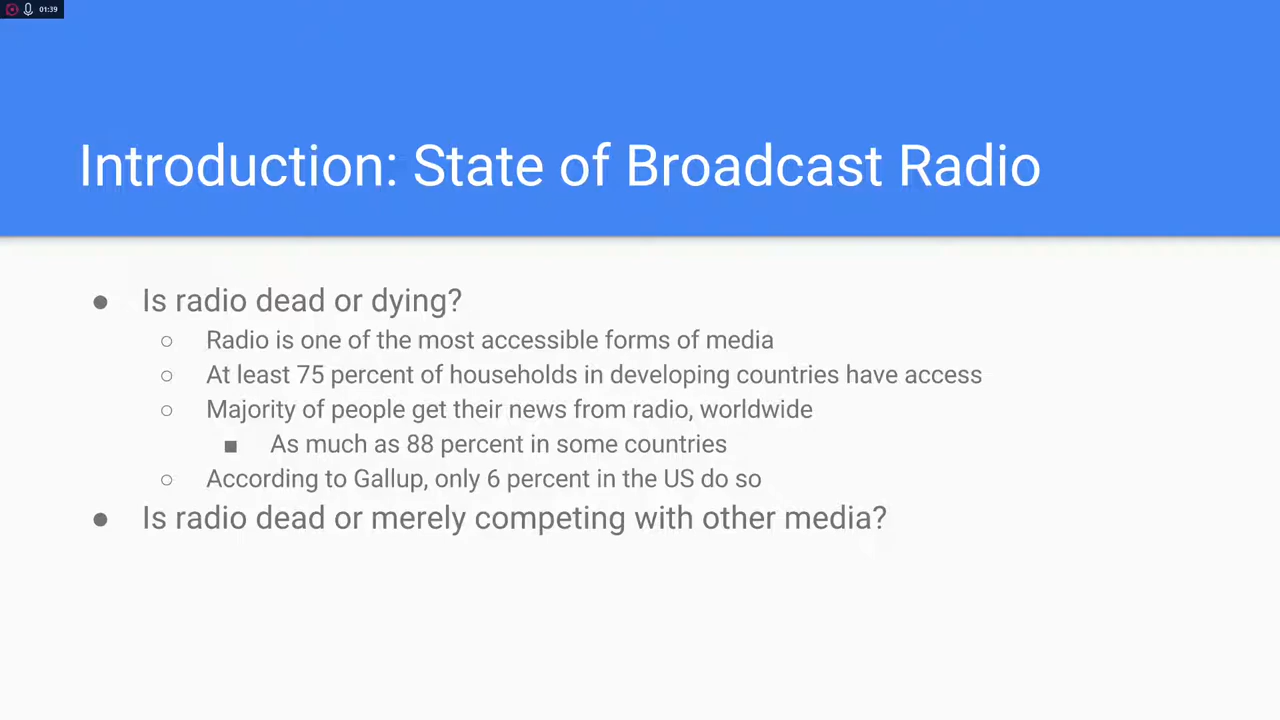 01:39
Introduction: State of Broadcast Radio
● Is radio dead or dying?
○ Radio is one of the most accessible forms of media
○ At least 75 percent of households in developing countries have access
○ Majority of people get their news from radio, worldwide
■ As much as 88 percent in some countries
○ According to Gallup, only 6 percent in the US do so
● Is radio dead or merely competing with other media?